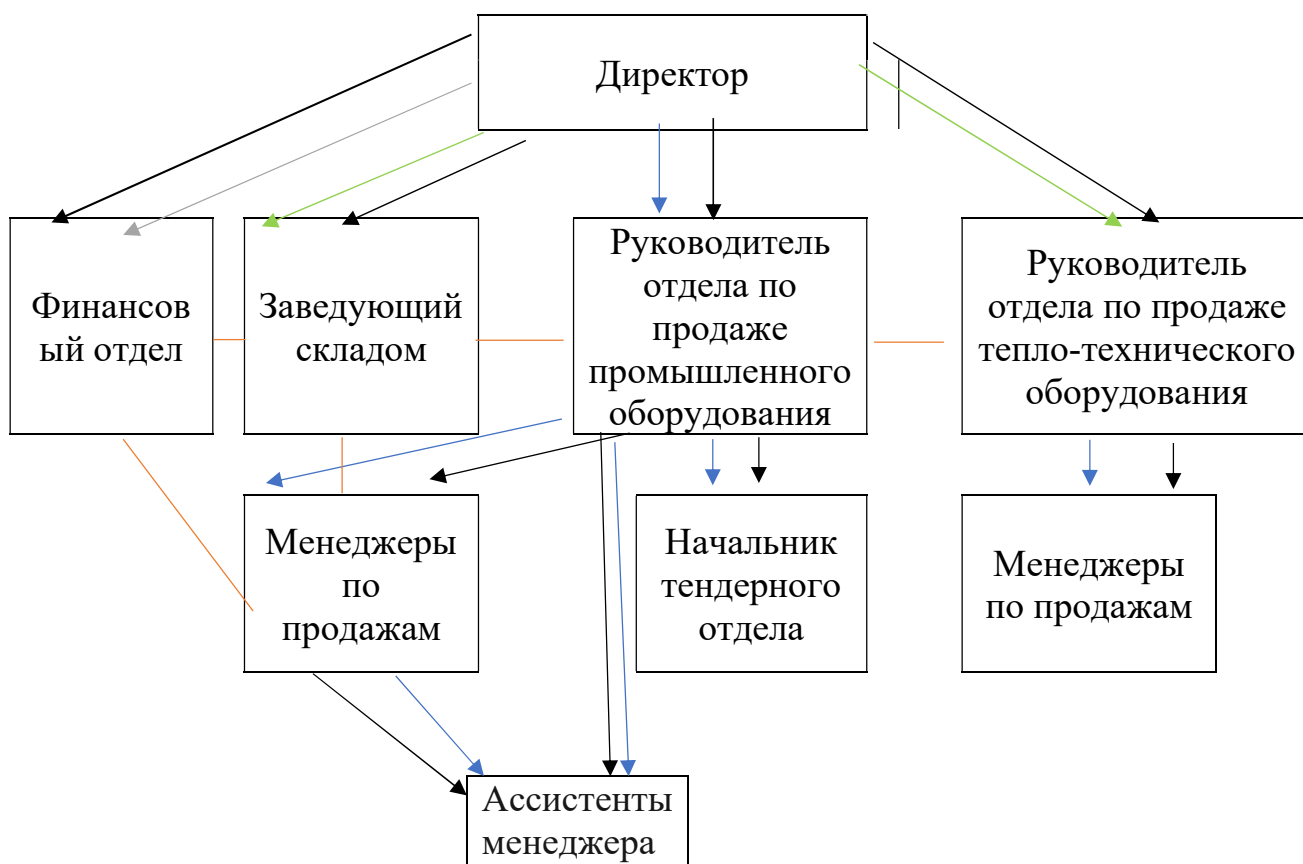 Директор
Финансов
ый отдел
Заведующий
складом
Руководитель
отдела по
продаже
промышленного
оборудования
Руководитель
отдела по продаже
тепло-технического
оборудования
Менеджеры
по
продажам
Начальник
тендерного
отдела
Менеджеры
по продажам
Ассистенты
менеджера